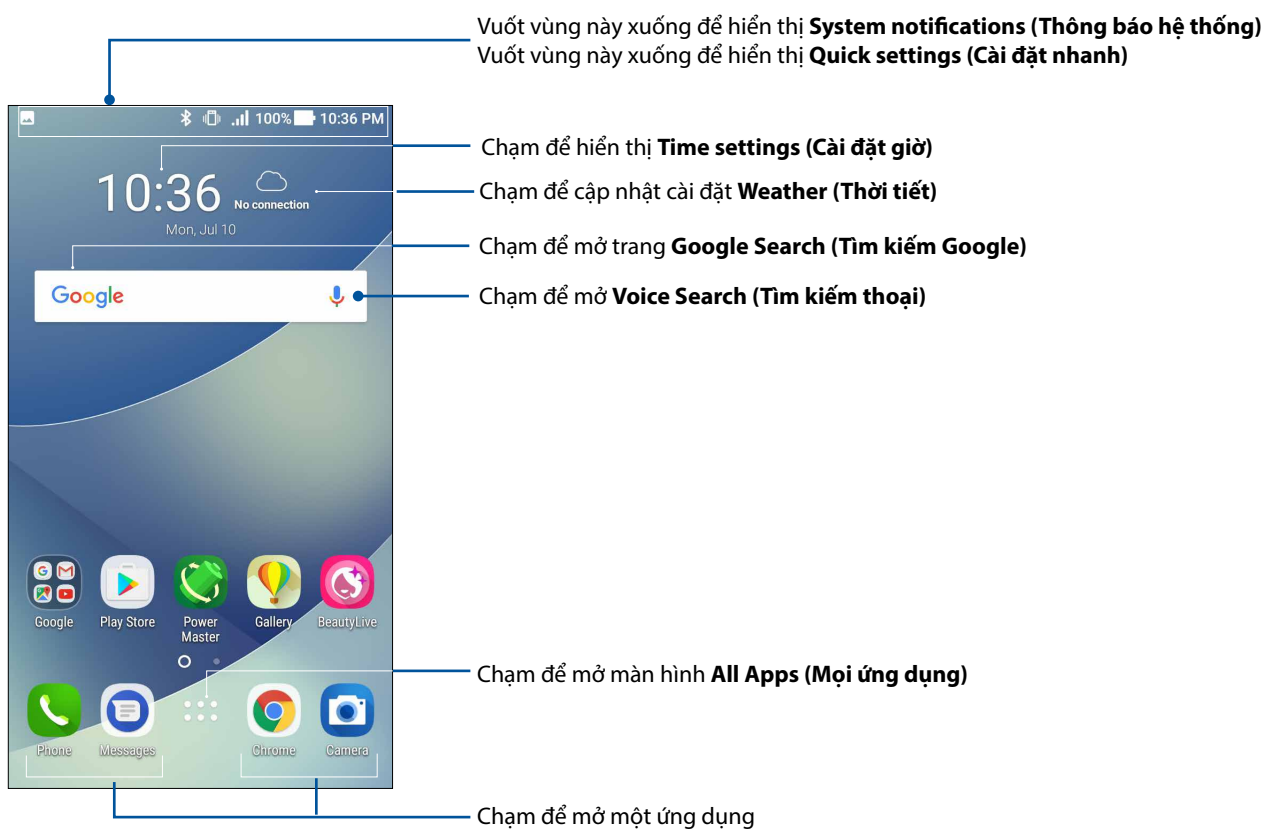 Vuốt vùng này xuống để hiển thị System notifications (Thông báo hệ thống)
Vuốt vùng này xuống để hiển thị Quick settings (Cài đặt nhanh)
100% 10:36 PM
Chạm để hiển thị Time settings (Cài đặt giờ)
10:36
No connection
Chạm để cập nhật cài đặt Weather (Thời tiết)
Mon, Jul 10
Chạm để mở trang Google Search (Tìm kiếm Google)
Google
Chạm để mở Voice Search (Tìm kiếm thoại)
Google Play Store Power Master Gallery BeautyLive
Chạm để mở màn hình All Apps (Mọi ứng dụng)
Phone Messages Chrome Camera
Chạm để mở một ứng dụng